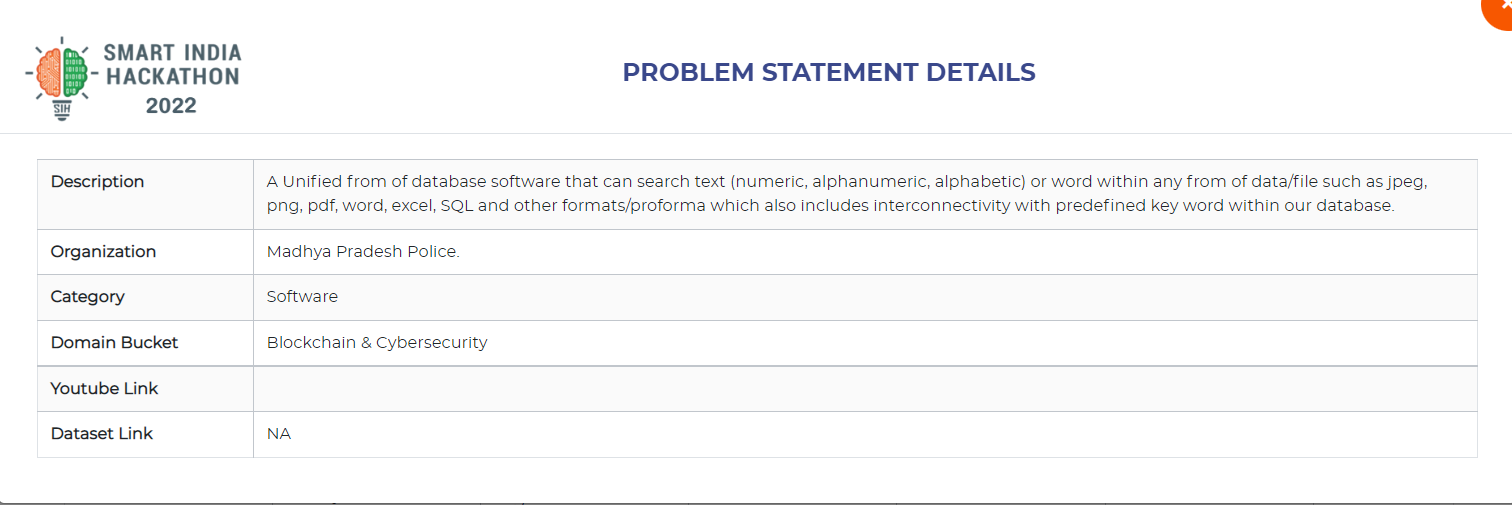 SMART INDIA
HACKATHON
2022
SIH
PROBLEM STATEMENT DETAILS
Description
A Unified from of database software that can search text (numeric, alphanumeric, alphabetic) or word within any from of data/file such as jpeg,
png, pdf, word, excel, SQL and other formats/proforma which also includes interconnectivity with predefined key word within our database.
Organization
Madhya Pradesh Police.
Category
Software
Domain Bucket
Blockchain & Cybersecurity
Youtube Link
Dataset Link
NA